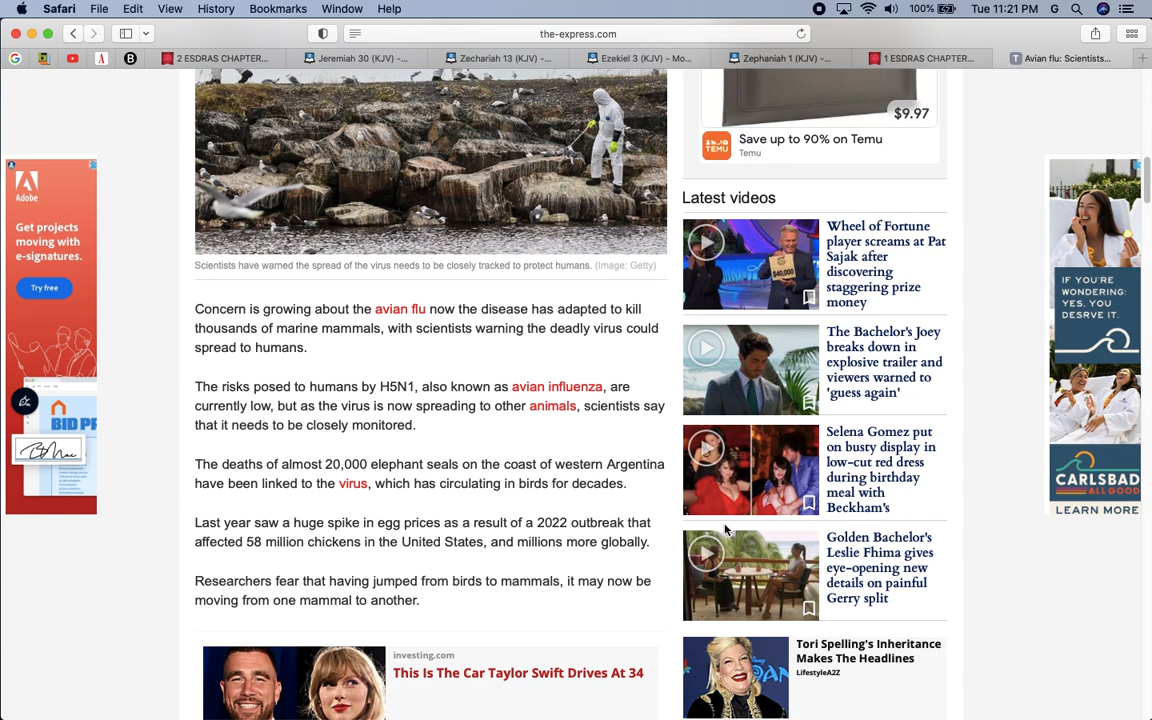 Safari File Edit View History Bookmarks Window Help
100% Tue 11:21 PM G
the-express.com
2 ESDRAS CHAPTER...
Jeremiah 30 (KJV) -...
Zechariah 13 (KJV) -...
Ezekiel 3 (KJV) - Mo...
Zephaniah 1 (KJV) -...
1 ESDRAS CHAPTER...
Avian flu: Scientists...
Adobe
Get projects
moving with
e-signatures.
Try free
BID PR
Scientists have warned the spread of the virus needs to be closely tracked to protect humans. (Image: Getty)
Concern is growing about the avian flu now the disease has adapted to kill
thousands of marine mammals, with scientists warning the deadly virus could
spread to humans.
The risks posed to humans by H5N1, also known as avian influenza, are
currently low, but as the virus is now spreading to other animals, scientists say
that it needs to be closely monitored.
The deaths of almost 20,000 elephant seals on the coast of western Argentina
have been linked to the virus, which has circulating in birds for decades.
Last year saw a huge spike in egg prices as a result of a 2022 outbreak that
affected 58 million chickens in the United States, and millions more globally.
Researchers fear that having jumped from birds to mammals, it may now be
moving from one mammal to another.
investing.com
This Is The Car Taylor Swift Drives At 34
$9.97
TEMU
Save up to 90% on Temu
Temu
Latest videos
$40,000
Wheel of Fortune
player screams at Pat
Sajak after
discovering
staggering prize
money
The Bachelor's Joey
breaks down in
explosive trailer and
viewers warned to
'guess again'
Selena Gomez put
on busty display in
low-cut red dress
during birthday
meal with
Beckham's
Golden Bachelor's
Leslie Fhima gives
eye-opening new
details on painful
Gerry split
Tori Spelling's Inheritance
Makes The Headlines
LifestyleA2Z
IF YOU'RE
WONDERING:
YES, YOU
DESRVE IT.
CARLSBAD
ALL GOOD
LEARN MORE